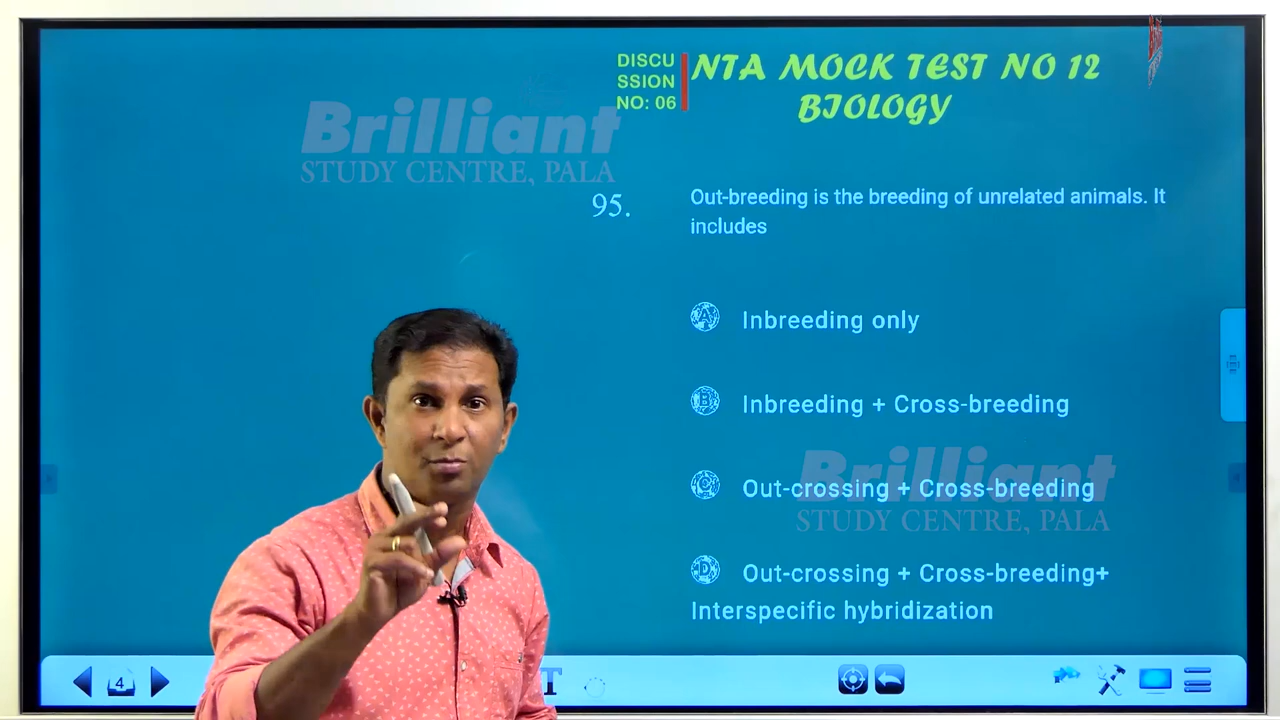 DISCU
SSION
NO: 06
NTA MOCK TEST NO 12
BIOLOGY
Brilliant
STUDY CENTRE, PALA
95.
Out-breeding is the breeding of unrelated animals. It
includes
A Inbreeding only
B Inbreeding + Cross-breeding
C Out-crossing + Cross-breeding
Brilliant
STUDY CENTRE, PALA
D Out-crossing + Cross-breeding+
Interspecific hybridization
4
T